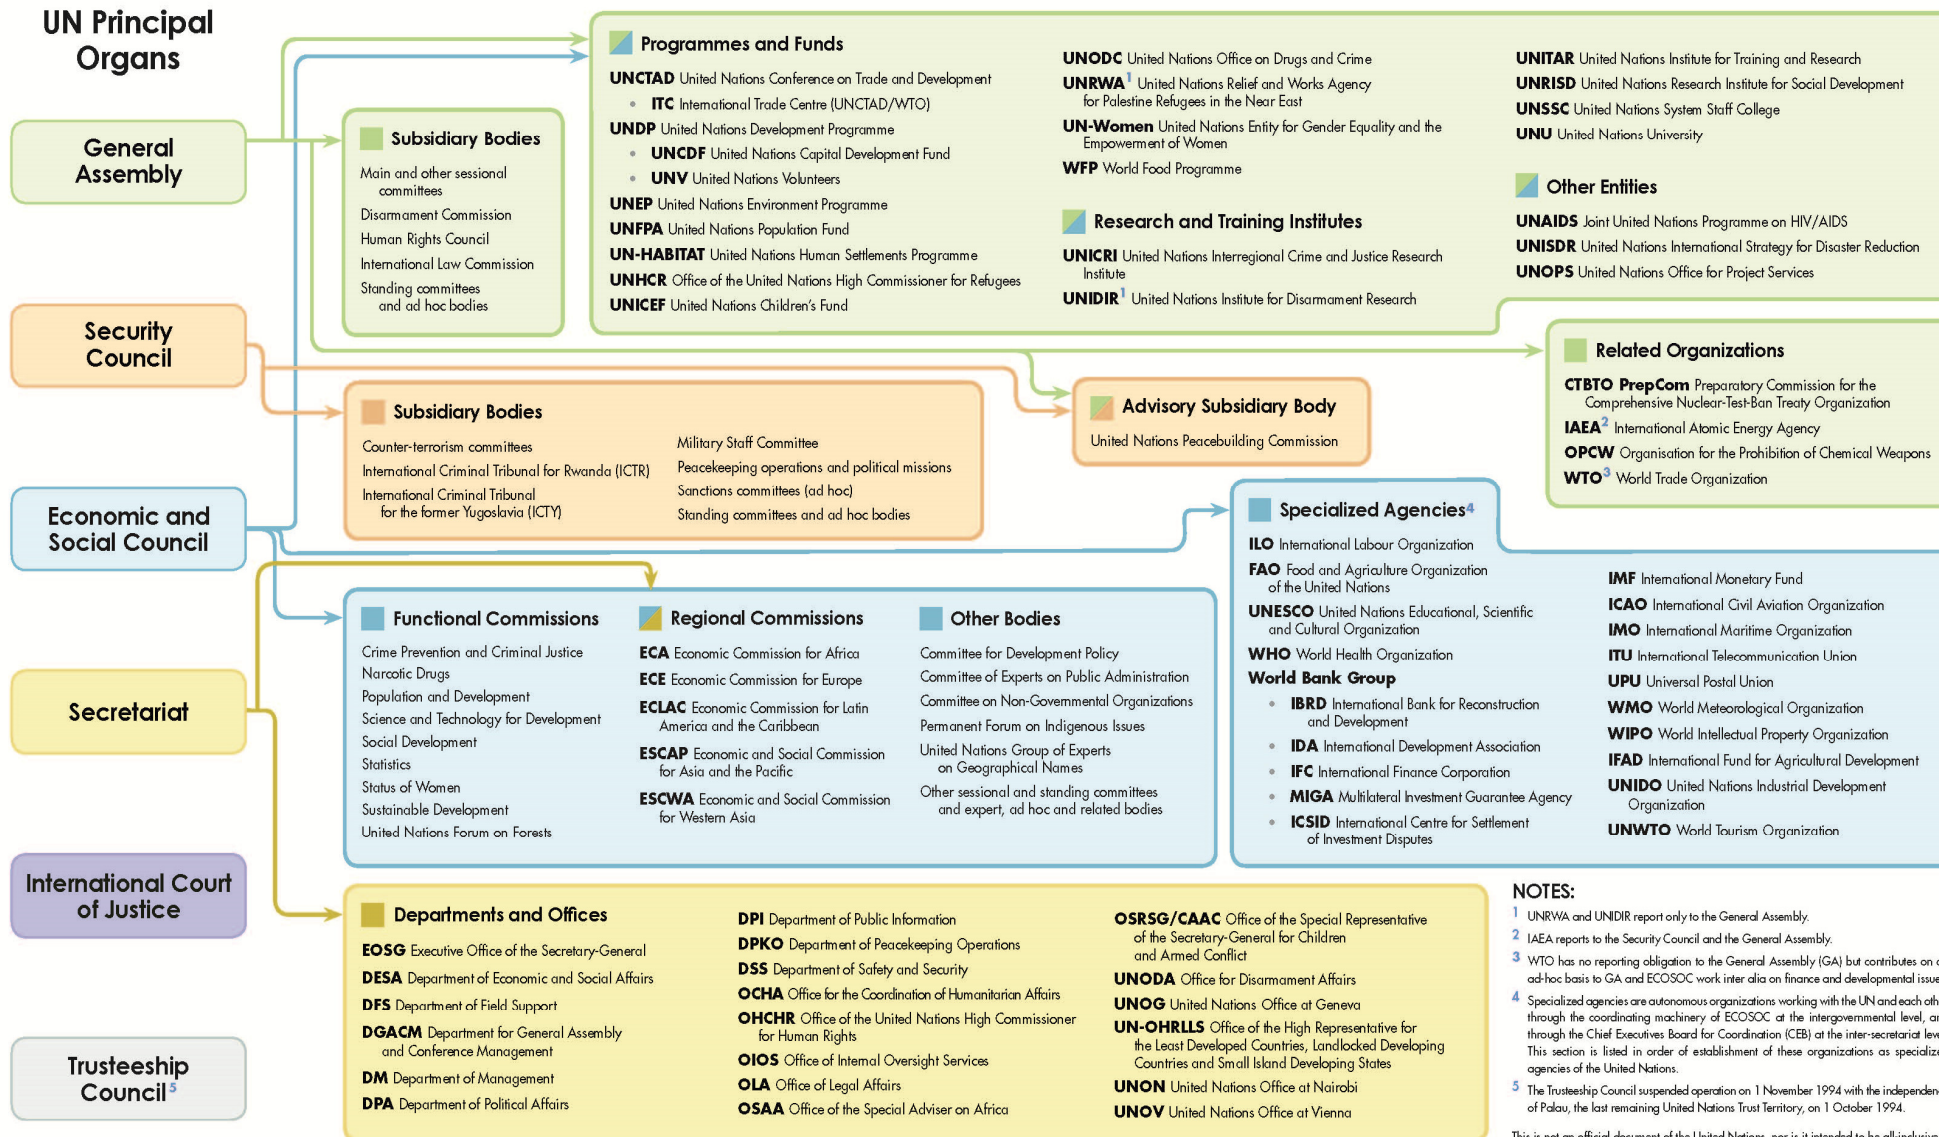 UN Principal
Organs
General
Assembly
Security
Council
Economic and
Social Council
Secretariat
International Court
of Justice
Trusteeship
Council5
Subsidiary Bodies
Main and other sessional
committees
Disarmament Commission
Human Rights Council
International Law Commission
Standing committees
and ad hoc bodies
Programmes and Funds
UNCTAD United Nations Conference on Trade and Development
• ITC International Trade Centre (UNCTAD/WTO)
UNDP United Nations Development Programme
• UNCDF United Nations Capital Development Fund
• UNV United Nations Volunteers
UNEP United Nations Environment Programme
UNFPA United Nations Population Fund
UN-HABITAT United Nations Human Settlements Programme
UNHCR Office of the United Nations High Commissioner for Refugees
UNICEF United Nations Children's Fund
UNODC United Nations Office on Drugs and Crime
UNRWA1 United Nations Relief and Works Agency
for Palestine Refugees in the Near East
UN-Women United Nations Entity for Gender Equality and the
Empowerment of Women
WFP World Food Programme
Research and Training Institutes
UNICRI United Nations Interregional Crime and Justice Research
Institute
UNIDIR1 United Nations Institute for Disarmament Research
UNITAR United Nations Institute for Training and Research
UNRISD United Nations Research Institute for Social Development
UNSSC United Nations System Staff College
UNU United Nations University
Other Entities
UNAIDS Joint United Nations Programme on HIV/AIDS
UNISDR United Nations International Strategy for Disaster Reduction
UNOPS United Nations Office for Project Services
Related Organizations
CTBTO PrepCom Preparatory Commission for the
Comprehensive Nuclear-Test-Ban Treaty Organization
IAEA2 International Atomic Energy Agency
OPCW Organisation for the Prohibition of Chemical Weapons
WTO3 World Trade Organization
Subsidiary Bodies
Counter-terrorism committees
International Criminal Tribunal for Rwanda (ICTR)
International Criminal Tribunal
for the former Yugoslavia (ICTY)
Military Staff Committee
Peacekeeping operations and political missions
Sanctions committees (ad hoc)
Standing committees and ad hoc bodies
Advisory Subsidiary Body
United Nations Peacebuilding Commission
Functional Commissions
Crime Prevention and Criminal Justice
Narcotic Drugs
Population and Development
Science and Technology for Development
Social Development
Statistics
Status of Women
Sustainable Development
United Nations Forum on Forests
Regional Commissions
ECA Economic Commission for Africa
ECE Economic Commission for Europe
ECLAC Economic Commission for Latin
America and the Caribbean
ESCAP Economic and Social Commission
for Asia and the Pacific
ESCWA Economic and Social Commission
for Western Asia
Other Bodies
Committee for Development Policy
Committee of Experts on Public Administration
Committee on Non-Governmental Organizations
Permanent Forum on Indigenous Issues
United Nations Group of Experts
on Geographical Names
Other sessional and standing committees
and expert, ad hoc and related bodies
Specialized Agencies4
ILO International Labour Organization
FAO Food and Agriculture Organization
of the United Nations
UNESCO United Nations Educational, Scientific
and Cultural Organization
WHO World Health Organization
World Bank Group
• IBRD International Bank for Reconstruction
and Development
• IDA International Development Association
• IFC International Finance Corporation
• MIGA Multilateral Investment Guarantee Agency
• ICSID International Centre for Settlement
of Investment Disputes
IMF International Monetary Fund
ICAO International Civil Aviation Organization
IMO International Maritime Organization
ITU International Telecommunication Union
UPU Universal Postal Union
WMO World Meteorological Organization
WIPO World Intellectual Property Organization
IFAD International Fund for Agricultural Development
UNIDO United Nations Industrial Development
Organization
UNWTO World Tourism Organization
Departments and Offices
EOSG Executive Office of the Secretary-General
DESA Department of Economic and Social Affairs
DFS Department of Field Support
DGACM Department for General Assembly
and Conference Management
DM Department of Management
DPA Department of Political Affairs
DPI Department of Public Information
DPKO Department of Peacekeeping Operations
DSS Department of Safety and Security
OCHA Office for the Coordination of Humanitarian Affairs
OHCHR Office of the United Nations High Commissioner
for Human Rights
OIOS Office of Internal Oversight Services
OLA Office of Legal Affairs
OSAA Office of the Special Adviser on Africa
OSRSG/CAAC Office of the Special Representative
of the Secretary-General for Children
and Armed Conflict
UNODA Office for Disarmament Affairs
UNOG United Nations Office at Geneva
UN-OHRLLS Office of the High Representative for
the Least Developed Countries, Landlocked Developing
Countries and Small Island Developing States
UNON United Nations Office at Nairobi
UNOV United Nations Office at Vienna
NOTES:
1 UNRWA and UNIDIR report only to the General Assembly.
2 IAEA reports to the Security Council and the General Assembly.
3 WTO has no reporting obligation to the General Assembly (GA) but contributes on
ad-hoc basis to GA and ECOSOC work inter alia on finance and developmental
4 Specialized agencies are autonomous organizations working with the UN and each
through the coordinating machinery of ECOSOC at the intergovernmental level,
through the Chief Executives Board for Coordination (CEB) at the inter-secretariat
This section is listed in order of establishment of these organizations as
agencies of the United Nations.
5 The Trusteeship Council suspended operation on 1 November 1994 with the
of Palau, the last remaining United Nations Trust Territory, on 1 October 1994.
This is not an official document of the United Nations, nor is it intended to be